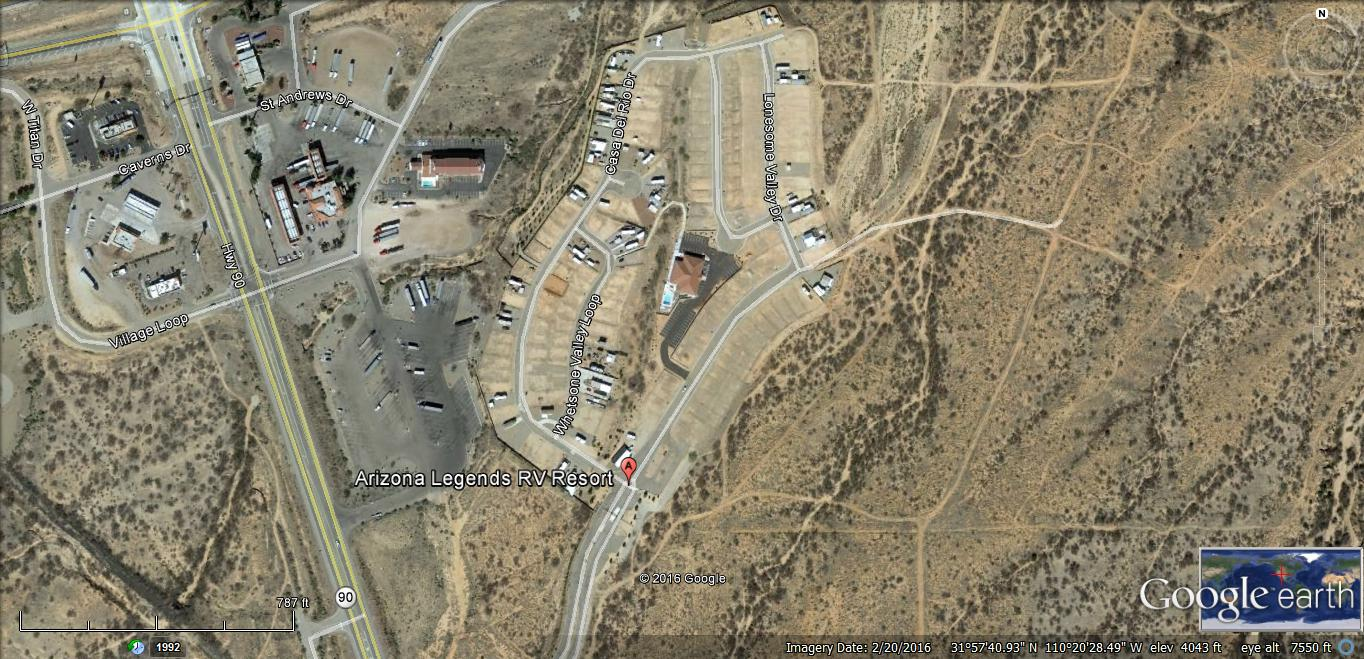 N
St Andrews Dr
W Titan Dr
Caverns Dr
Casa Del Rio Dr
Lonesome Valley Dr
Hwy 90
Village Loop
Whetsone Valley Loop
Arizona Legends RV Resort
A
© 2016 Google
787 ft
90
Google earth
1992
Imagery Date: 2/20/2016 31°57'40.93" N 110°20'28.49" W elev 4043 ft eye alt 7550 ft